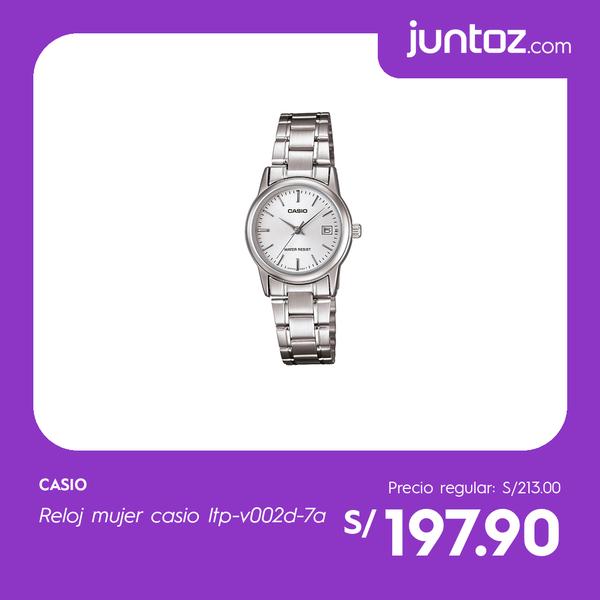 juntoz.com
CASIO
WATER RESIST
CASIO
Precio regular: S/213.00
Reloj mujer casio ltp-v002d-7a
S/197.90